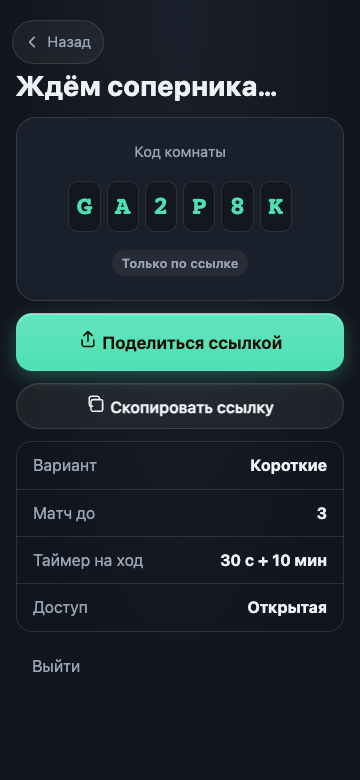 Назад
Ждём соперника…
Код комнаты
G A 2 P 8 K
Только по ссылке
Поделиться ссылкой
Скопировать ссылку
Вариант Короткие
Матч до 3
Таймер на ход 30 с + 10 мин
Доступ Открытая
Выйти